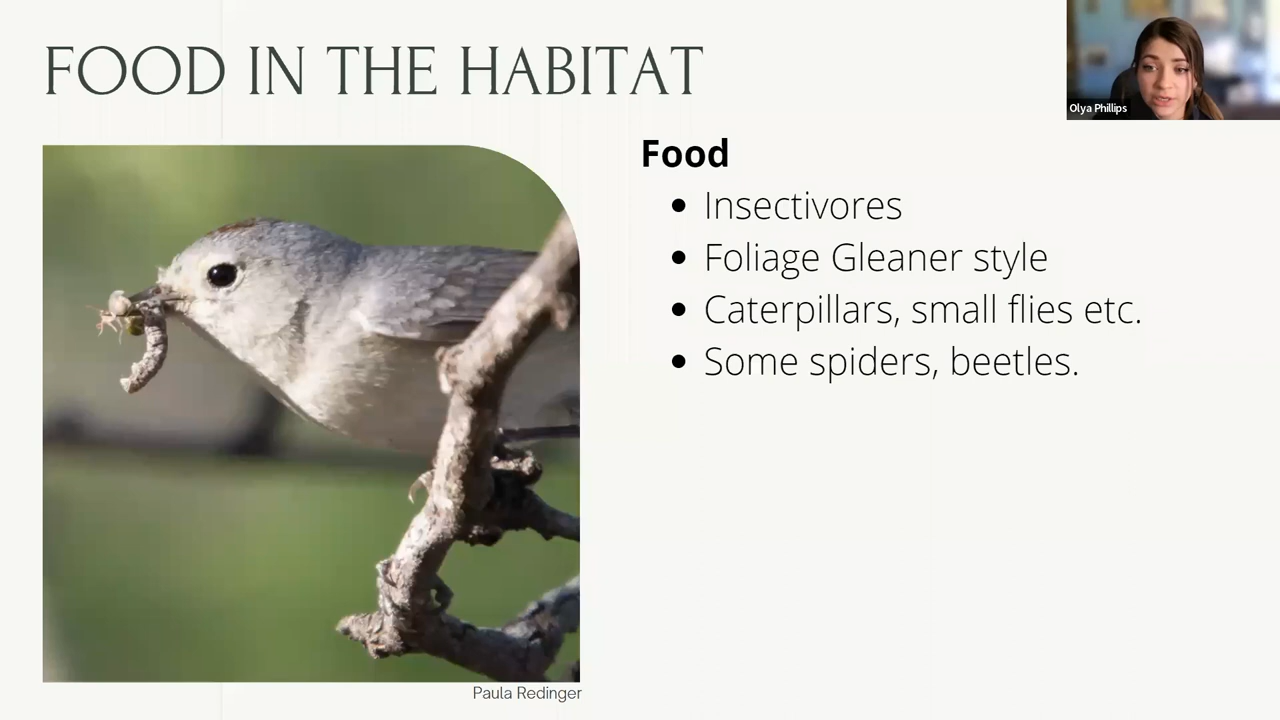 FOOD IN THE HABITAT
Olya Phillips
Food
• Insectivores
• Foliage Gleaner style
• Caterpillars, small flies etc.
• Some spiders, beetles.
Paula Redinger